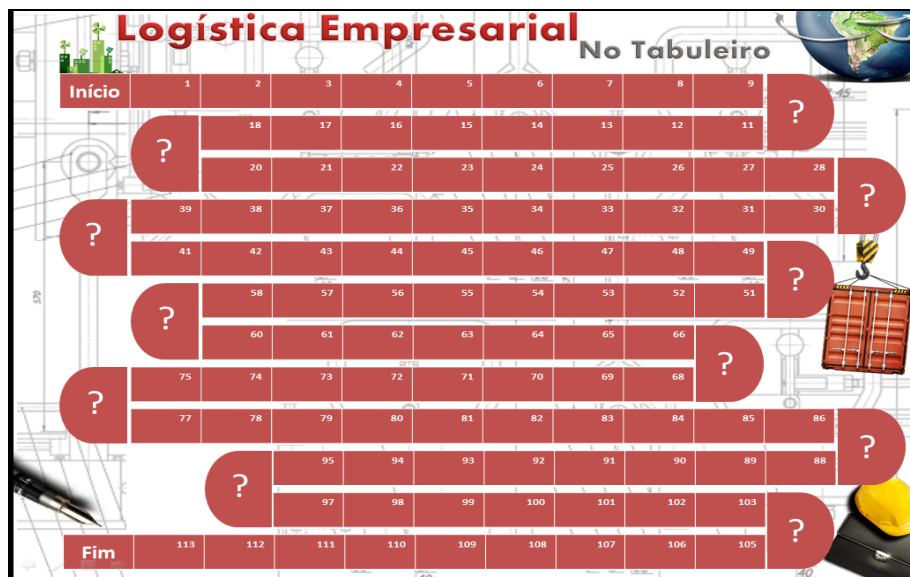 Logística Empresarial
No Tabuleiro
Início 1 2 3 4 5 6 7 8 9
?
18 17 16 15 14 13 12 11
?
20 21 22 23 24 25 26 27 28
?
39 38 37 36 35 34 33 32 31 30
?
41 42 43 44 45 46 47 48 49
?
58 57 56 55 54 53 52 51
?
60 61 62 63 64 65 66
?
75 74 73 72 71 70 69 68
?
77 78 79 80 81 82 83 84 85 86
?
95 94 93 92 91 90 89 88
?
97 98 99 100 101 102 103
?
Fim 113 112 111 110 109 108 107 106 105
570
40